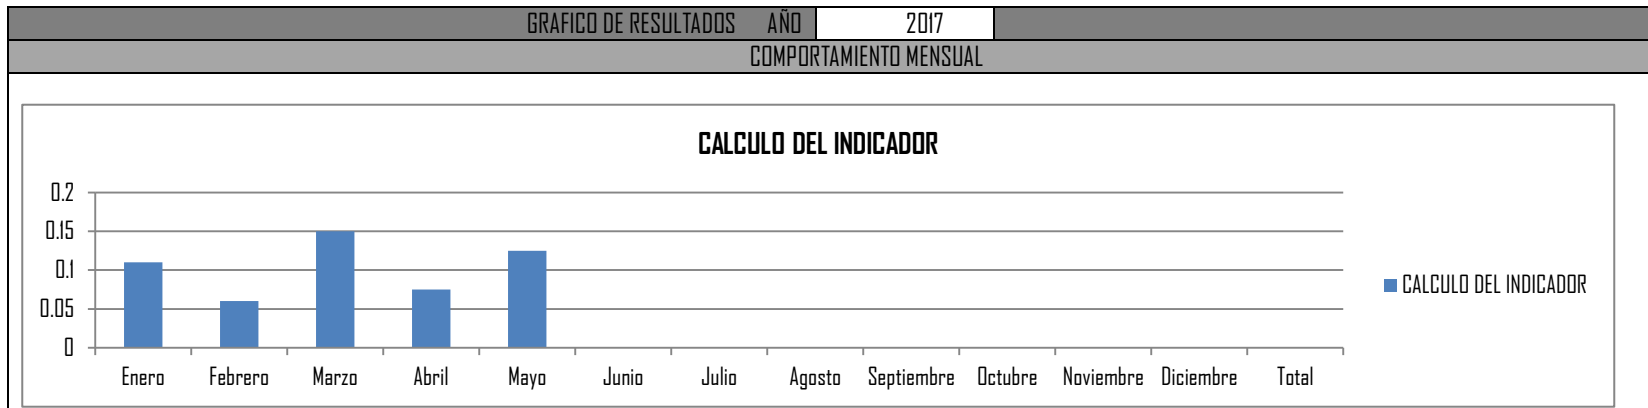 GRAFICO DE RESULTADOS AÑO 2017
COMPORTAMIENTO MENSUAL
CALCULO DEL INDICADOR
0.2
0.15
0.1
0.05
0
Enero Febrero Marzo Abril Mayo Junio Julio Agosto Septiembre Octubre Noviembre Diciembre Total
CALCULO DEL INDICADOR